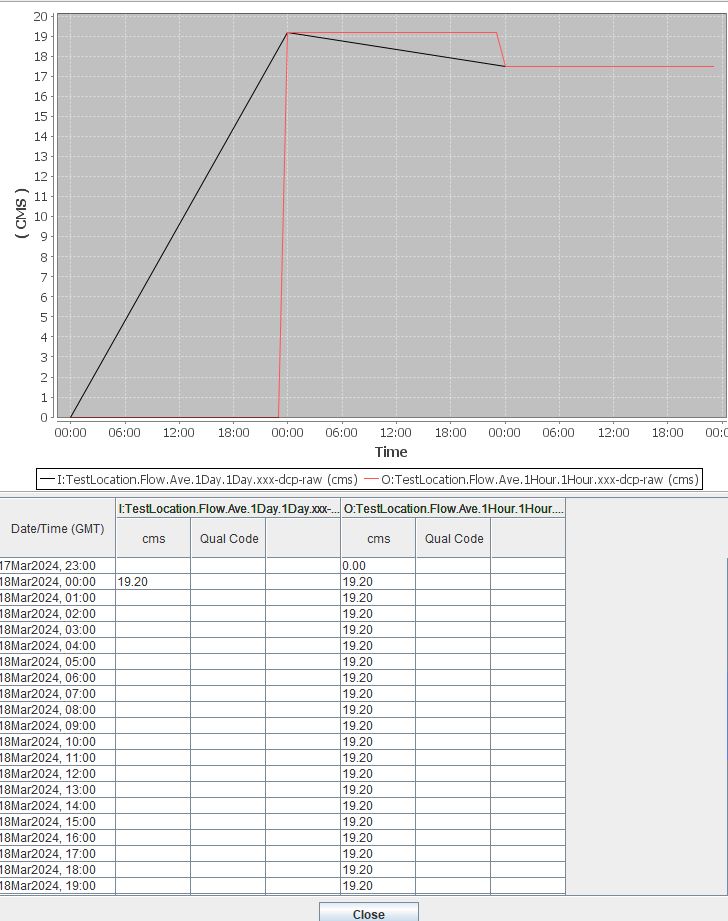 20
19
18
17
16
15
14
13
12
11
10
9
8
7
6
5
4
3
2
1
0
( CMS )
00:00 06:00 12:00 18:00 00:00 06:00 12:00 18:00 00:00 06:00 12:00 18:00 00:0
Time
I:TestLocation.Flow.Ave.1Day.1Day.xxx-dcp-raw (cms) O:TestLocation.Flow.Ave.1Hour.1Hour.xxx-dcp-raw (cms)
Date/Time (GMT) I:TestLocation.Flow.Ave.1Day.1Day.xxx-... O:TestLocation.Flow.Ave.1Hour.1Hour....
cms Qual Code cms Qual Code
17Mar2024, 23:00 0.00
18Mar2024, 00:00 19.20 19.20
18Mar2024, 01:00 19.20
18Mar2024, 02:00 19.20
18Mar2024, 03:00 19.20
18Mar2024, 04:00 19.20
18Mar2024, 05:00 19.20
18Mar2024, 06:00 19.20
18Mar2024, 07:00 19.20
18Mar2024, 08:00 19.20
18Mar2024, 09:00 19.20
18Mar2024, 10:00 19.20
18Mar2024, 11:00 19.20
18Mar2024, 12:00 19.20
18Mar2024, 13:00 19.20
18Mar2024, 14:00 19.20
18Mar2024, 15:00 19.20
18Mar2024, 16:00 19.20
18Mar2024, 17:00 19.20
18Mar2024, 18:00 19.20
18Mar2024, 19:00 19.20
Close